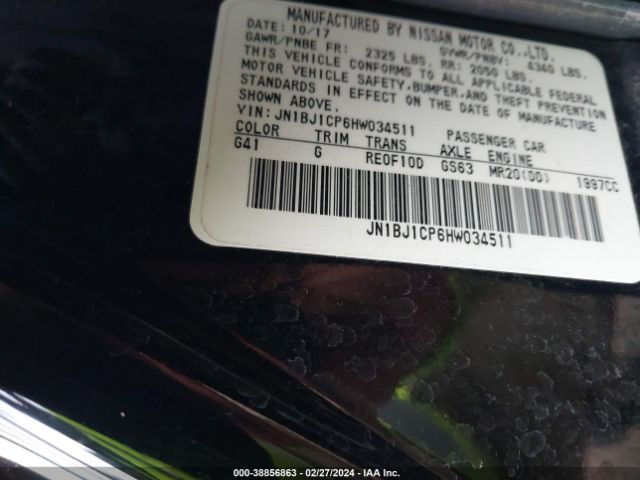 MANUFACTURED BY NISSAN MOTOR CO.,LTD.
DATE: 10/17 GVWR/PNBV: 4340 LBS.
GAWR/PNBE FR: 2325 LBS. RR: 2050 LBS.
THIS VEHICLE CONFORMS TO ALL APPLICABLE FEDERAL
MOTOR VEHICLE SAFETY,BUMPER,AND THEFT PREVENTION
STANDARDS IN EFFECT ON THE DATE OF MANUFACTURE
SHOWN ABOVE.
VIN: JN1BJ1CP6HW034511 PASSENGER CAR
COLOR TRIM TRANS AXLE ENGINE
G41 G RE0F10D GS63 MR20(DD) 1997CC
JN1BJ1CP6HW034511
000-38856863 - 02/27/2024 - IAA Inc.